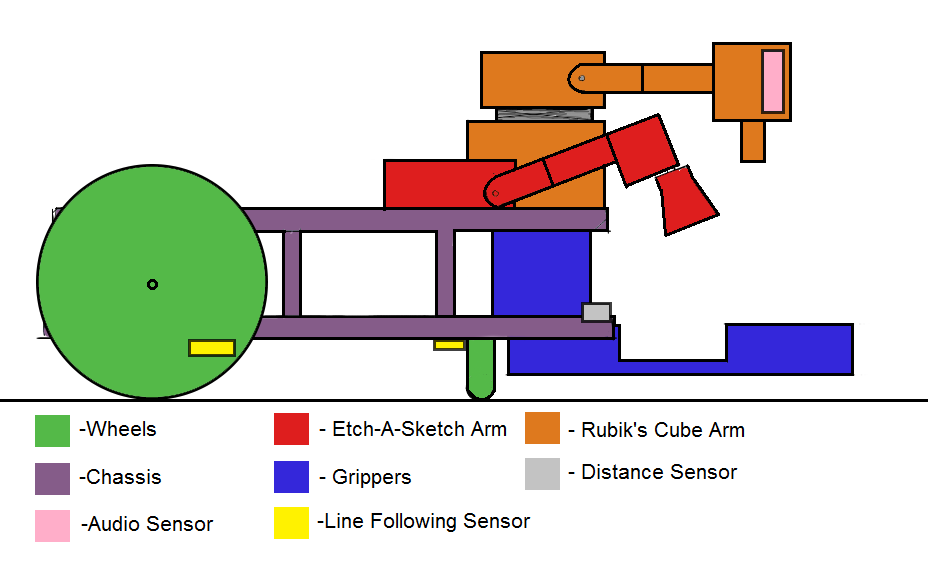 -Wheels
- Etch-A-Sketch Arm
- Rubik's Cube Arm
-Chassis
- Grippers
- Distance Sensor
-Audio Sensor
-Line Following Sensor